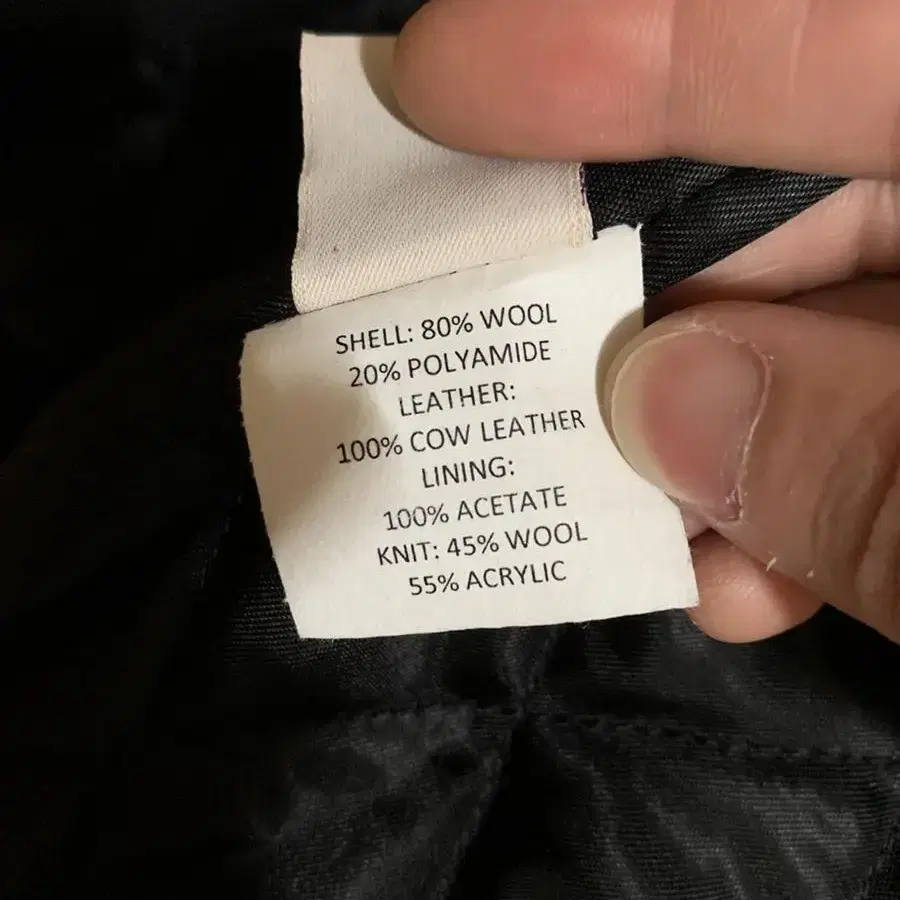 SHELL: 80% WOOL
20% POLYAMIDE
LEATHER:
100% COW LEATHER
LINING:
100% ACETATE
KNIT: 45% WOOL
55% ACRYLIC